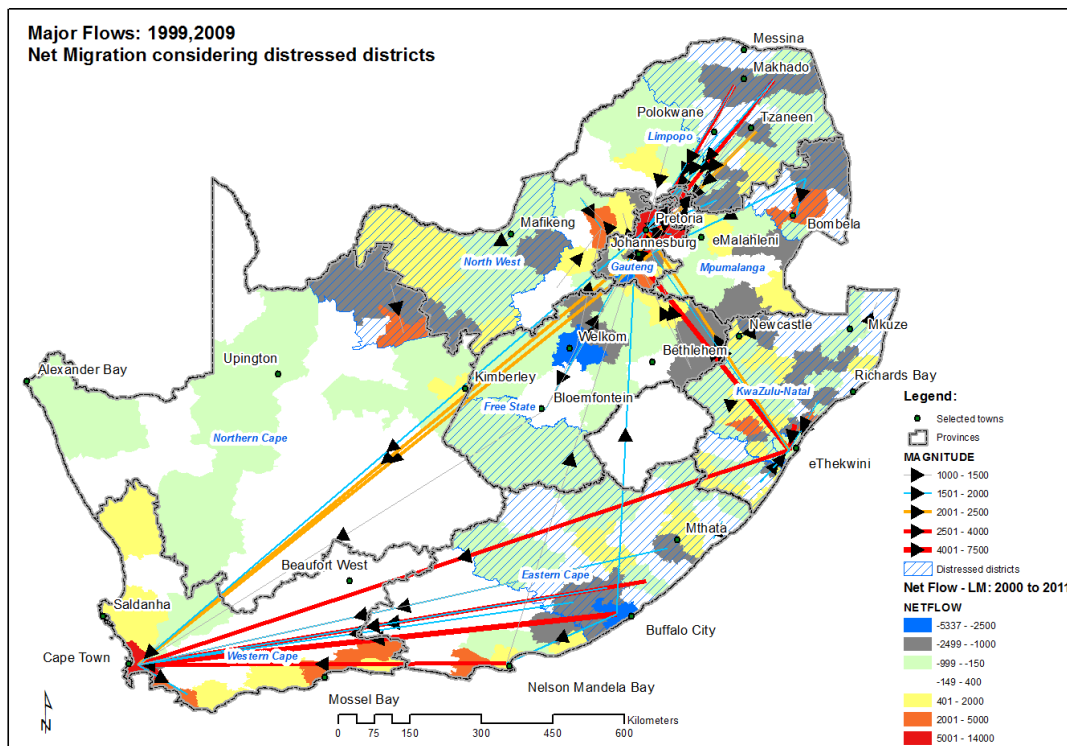 Major Flows: 1999,2009
Net Migration considering distressed districts
Messina
Makhado
Polokwane
Tzaneen
Limpopo
Pretoria
Bombela
Mafikeng
eMalahleni
Johannesburg
North West
Gauteng
Mpumalanga
Newcastle
Mkuze
Welkom
Bethlehem
Alexander Bay
Upington
Kimberley
Richards Bay
KwaZulu-Natal
Bloemfontein
Free State
Northern Cape
eThekwini
Mthata
Beaufort West
Eastern Cape
Saldanha
Buffalo City
Cape Town
Western Cape
Nelson Mandela Bay
Mossel Bay
N
Kilometers
0 75 150 300 450 600
Legend:
Selected towns
Provinces
MAGNITUDE
1000 - 1500
1501 - 2000
2001 - 2500
2501 - 4000
4001 - 7500
Distressed districts
Net Flow - LM: 2000 to 2011
NETFLOW
-5337 - -2500
-2499 - -1000
-999 - -150
-149 - 400
401 - 2000
2001 - 5000
5001 - 14000